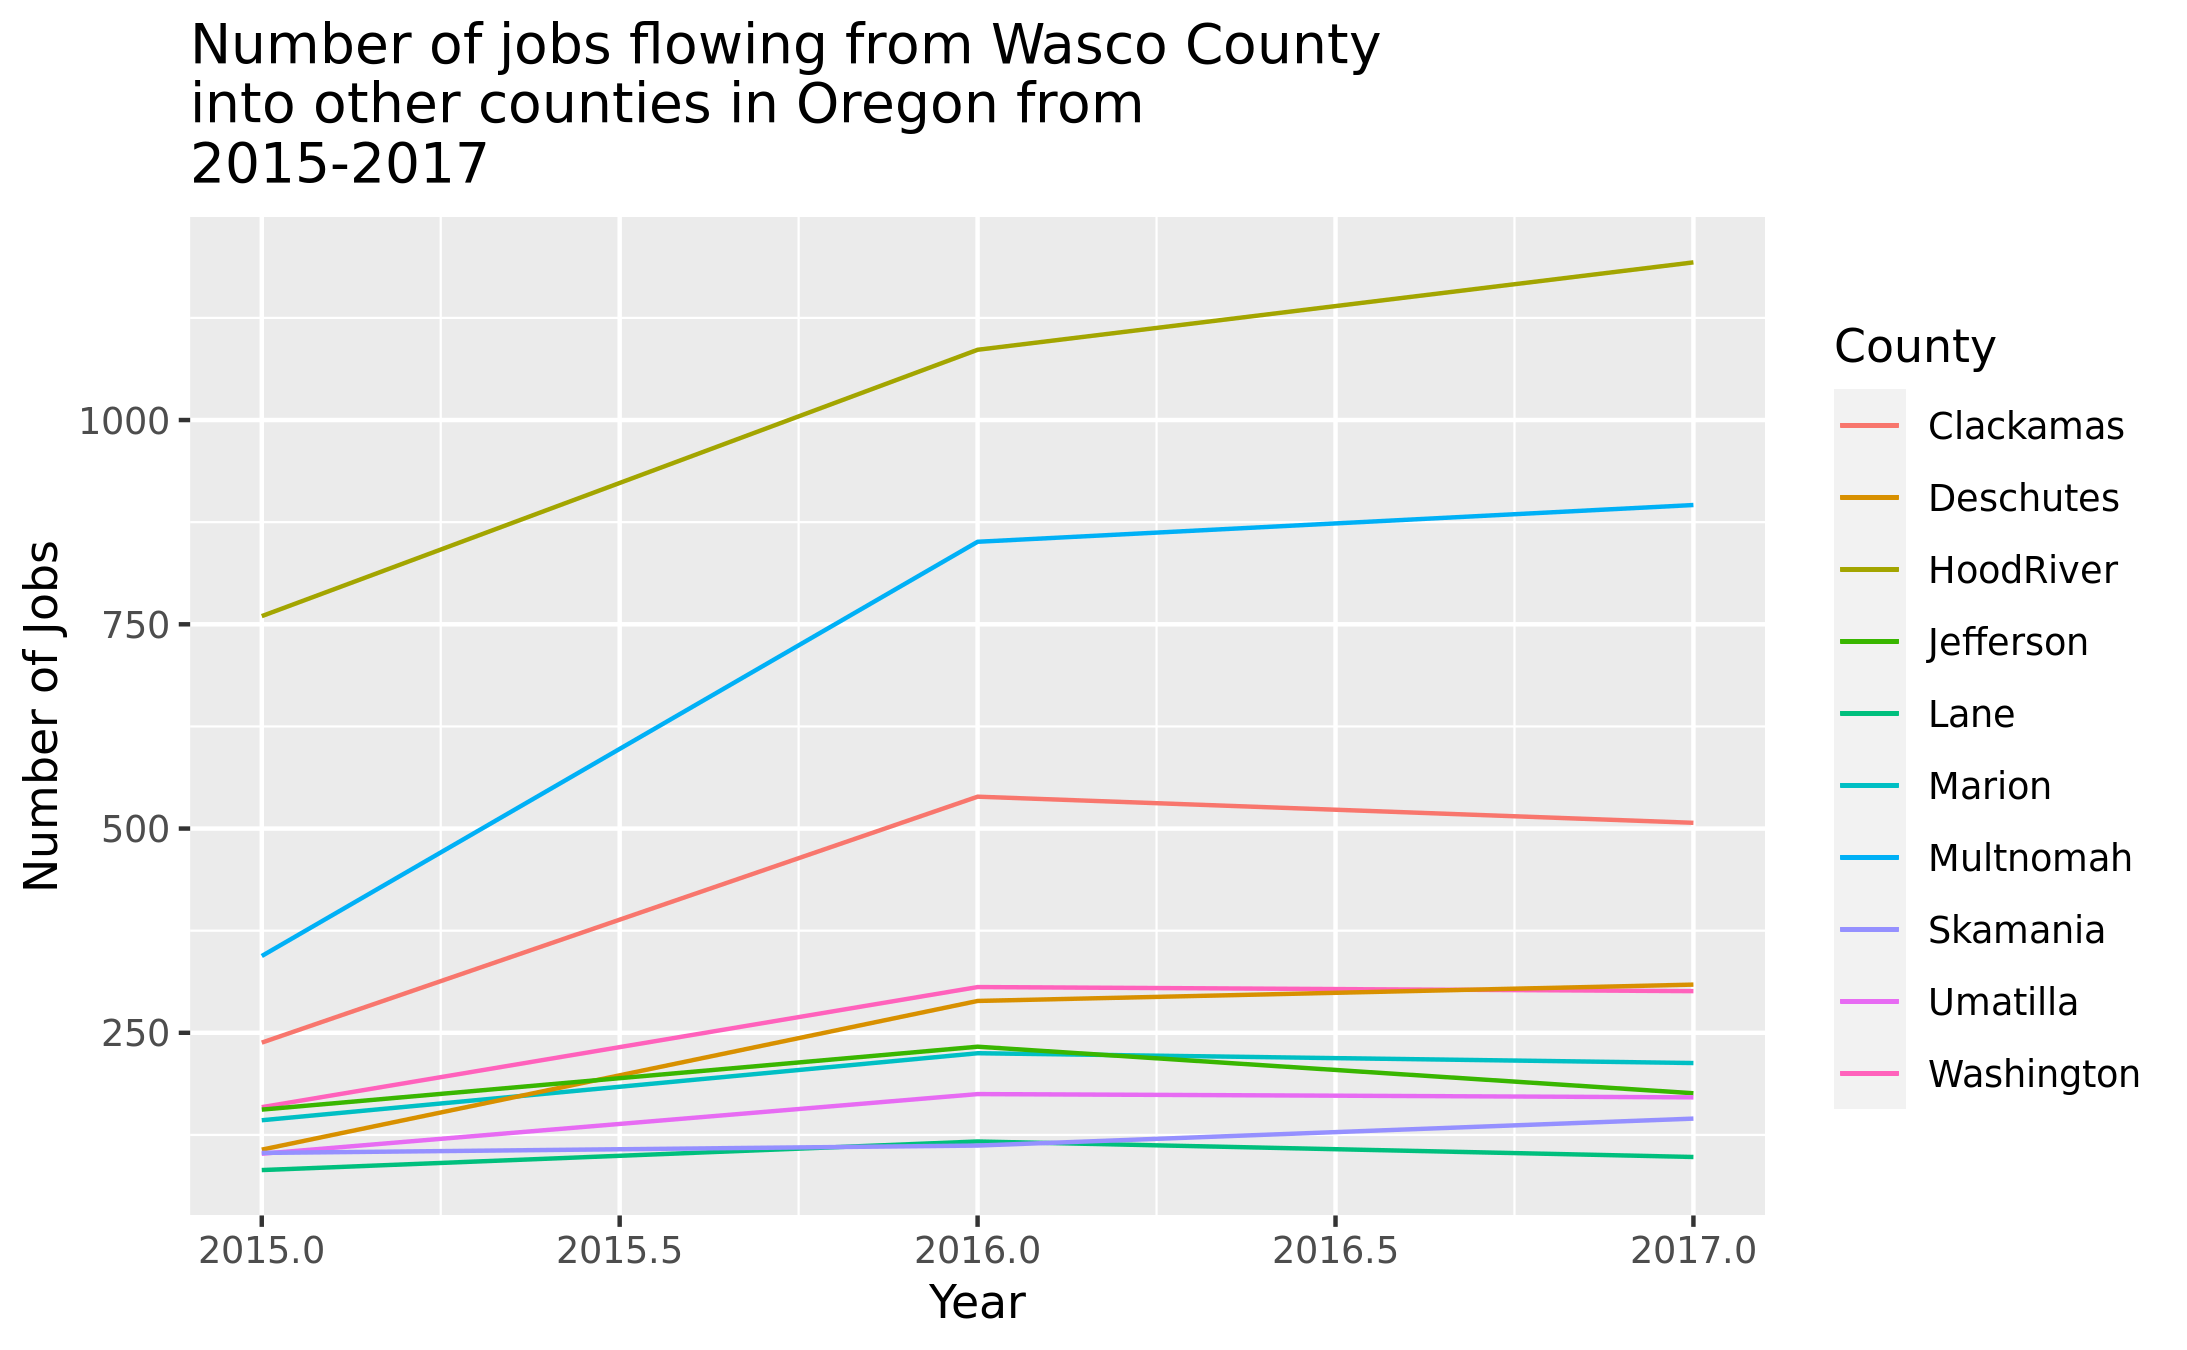 Number of jobs flowing from Wasco County
into other counties in Oregon from
2015-2017
Number of Jobs
1000
750
500
250
2015.0
2015.5
2016.0
2016.5
2017.0
Year
County
Clackamas
Deschutes
HoodRiver
Jefferson
Lane
Marion
Multnomah
Skamania
Umatilla
Washington